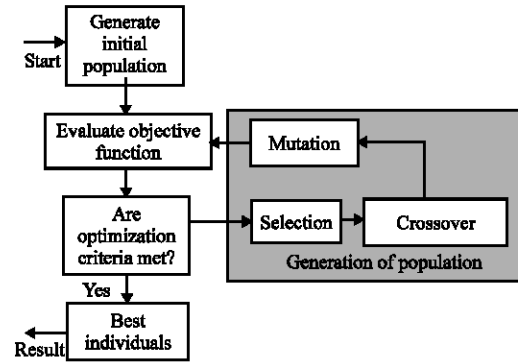 Generate
initial
population
Start
Evaluate objective
function
Mutation
Are
optimization
criteria met?
Selection
Crossover
Generation of population
Yes
Best
individuals
Result